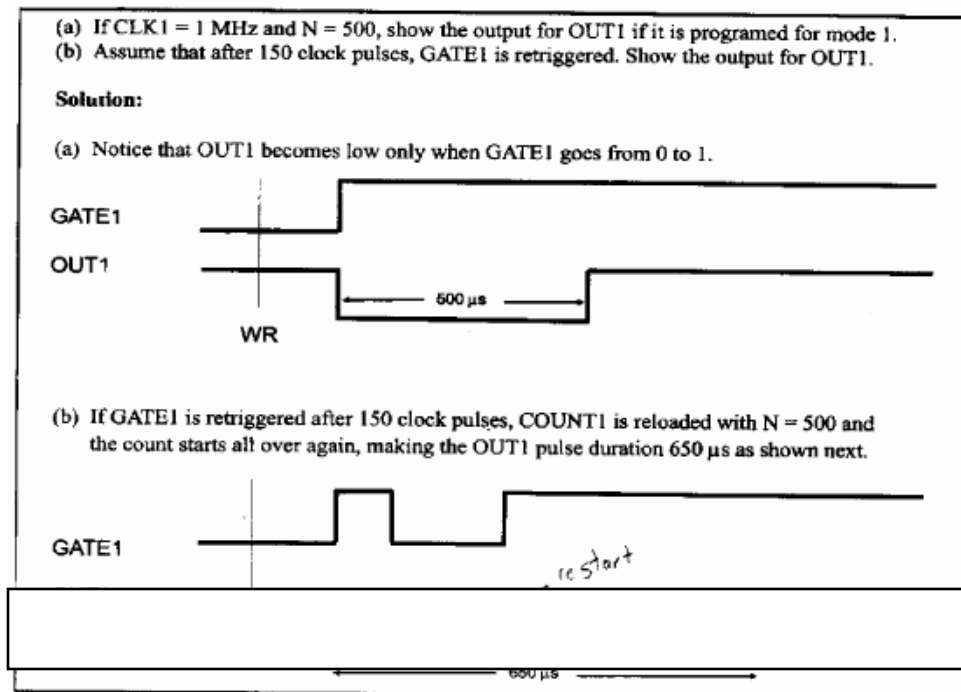 (a) If CLK1 = 1 MHz and N = 500, show the output for OUT1 if it is programed for mode 1.
(b) Assume that after 150 clock pulses, GATE1 is retriggered. Show the output for OUT1.
Solution:
(a) Notice that OUT1 becomes low only when GATE1 goes from 0 to 1.
GATE1
OUT1
500 µs
WR
(b) If GATE1 is retriggered after 150 clock pulses, COUNT1 is reloaded with N = 500 and
the count starts all over again, making the OUT1 pulse duration 650 µs as shown next.
GATE1
restart
650 µs